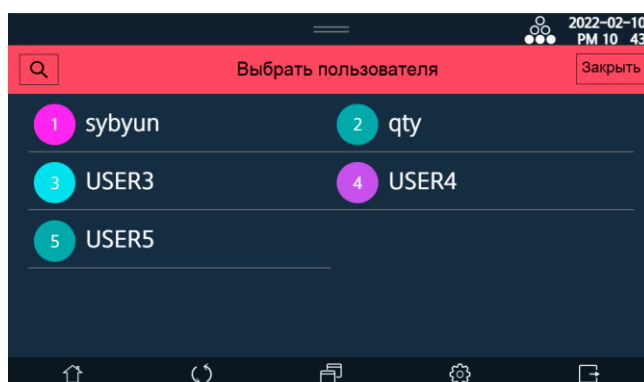 2022-02-10
PM 10 43
Выбрать пользователя
Закрыть
1 sybyun
2 qty
3 USER3
4 USER4
5 USER5